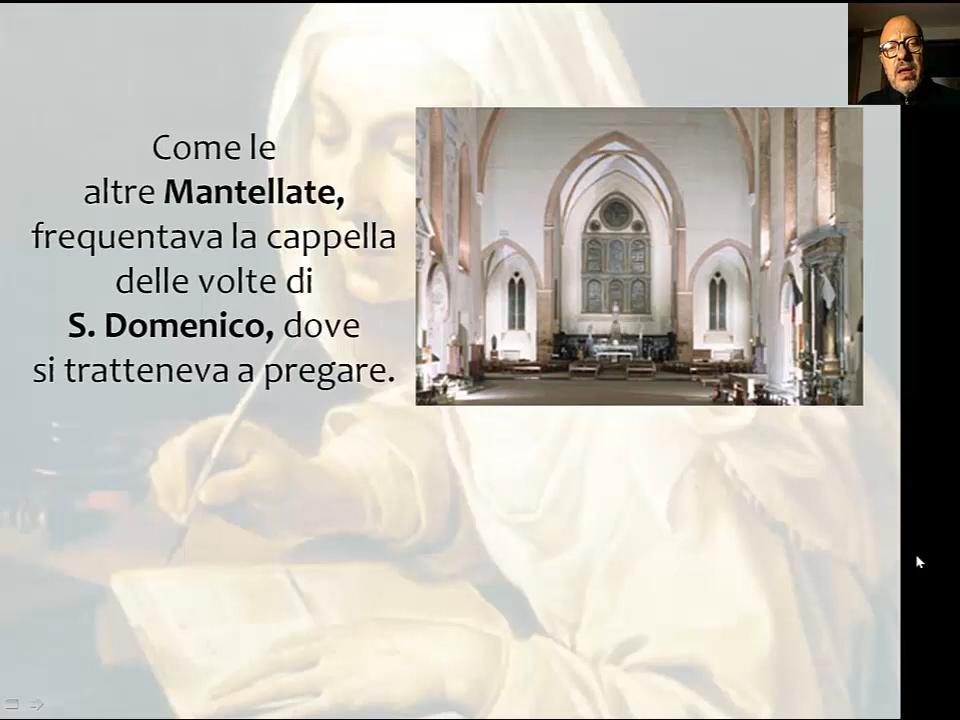 Come le
altre Mantellate,
frequentava la cappella
delle volte di
S. Domenico, dove
si tratteneva a pregare.